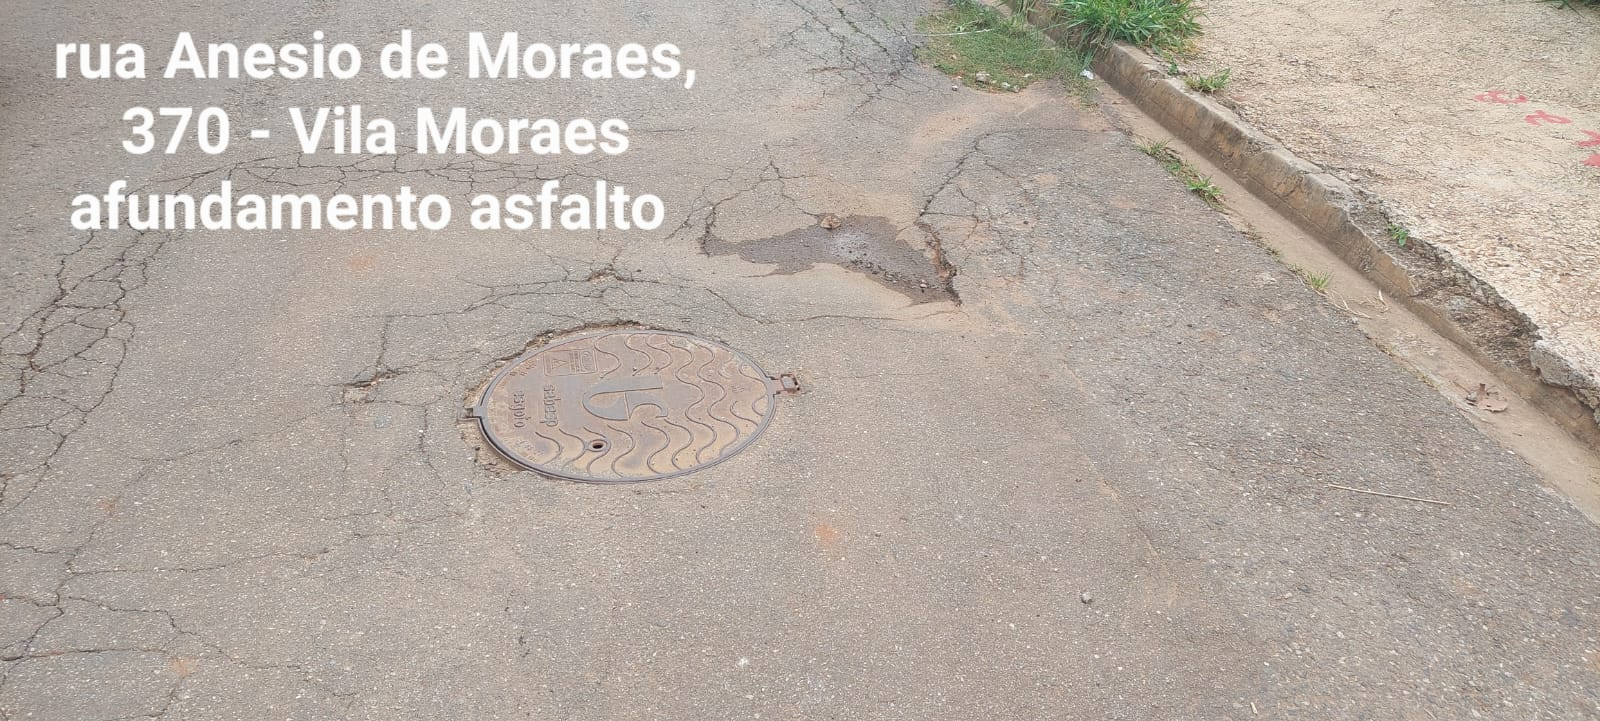 rua Anesio de Moraes,
370 - Vila Moraes
afundamento asfalto
sabesp
esgoto